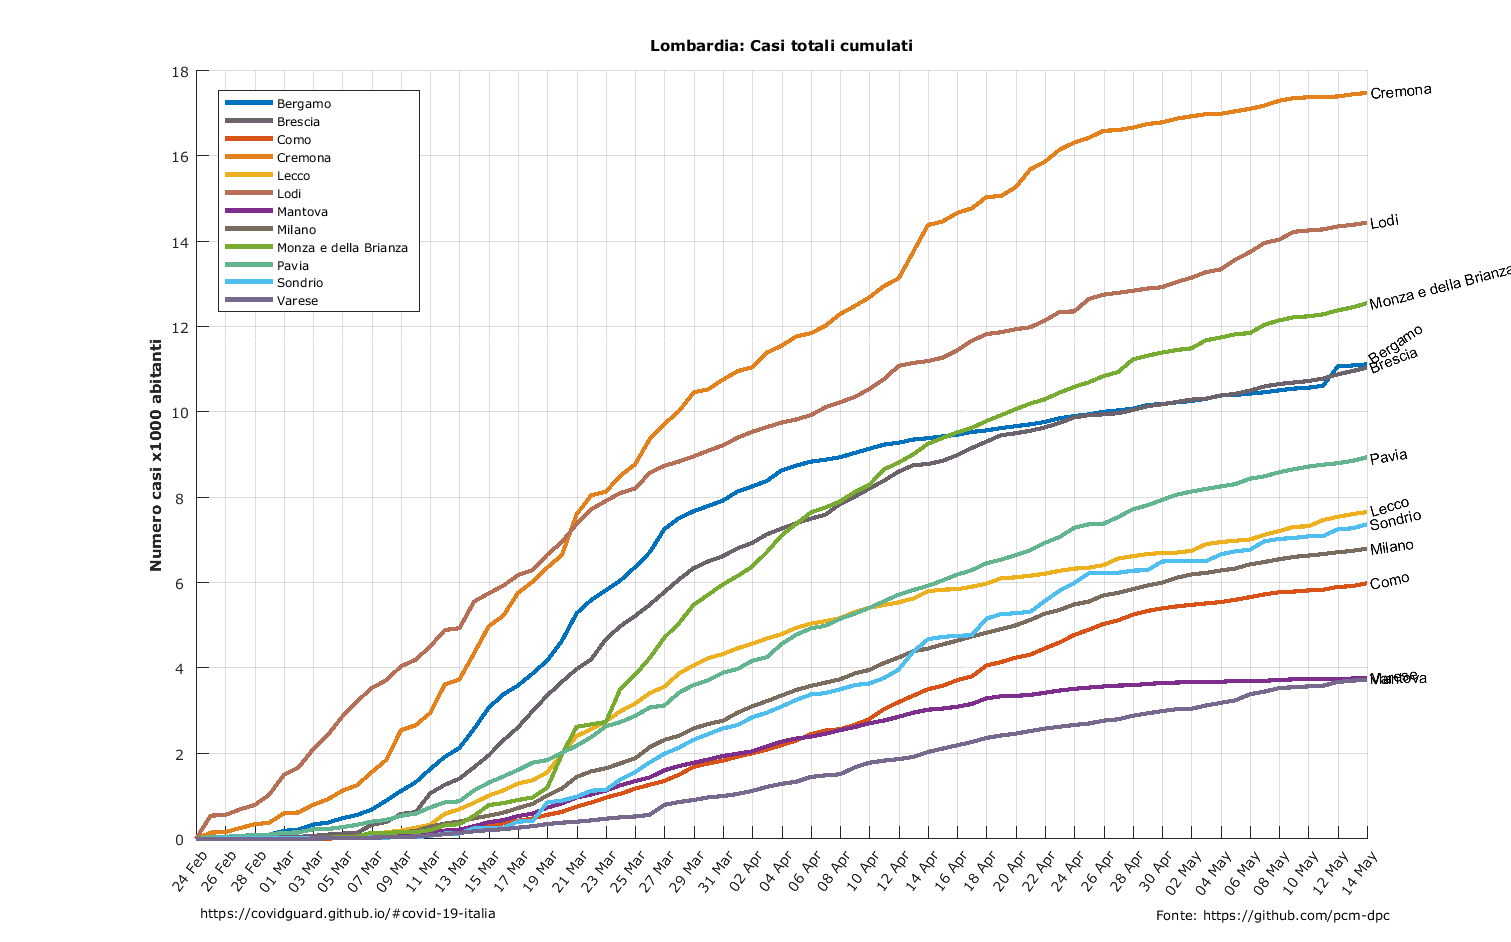 Lombardia: Casi totali cumulati
Numero casi x1000 abitanti
18
16
14
12
10
8
6
4
2
0
Bergamo
Brescia
Como
Cremona
Lecco
Lodi
Mantova
Milano
Monza e della Brianza
Pavia
Sondrio
Varese
Cremona
Lodi
Monza e della Brianza
Bergamo
Brescia
Pavia
Lecco
Sondrio
Milano
Como
Varese
Mantova
24 Feb
26 Feb
28 Feb
01 Mar
03 Mar
05 Mar
07 Mar
09 Mar
11 Mar
13 Mar
15 Mar
17 Mar
19 Mar
21 Mar
23 Mar
25 Mar
27 Mar
29 Mar
31 Mar
02 Apr
04 Apr
06 Apr
08 Apr
10 Apr
12 Apr
14 Apr
16 Apr
18 Apr
20 Apr
22 Apr
24 Apr
26 Apr
28 Apr
30 Apr
02 May
04 May
06 May
08 May
10 May
12 May
14 May
https://covidguard.github.io/#covid-19-italia
Fonte: https://github.com/pcm-dpc